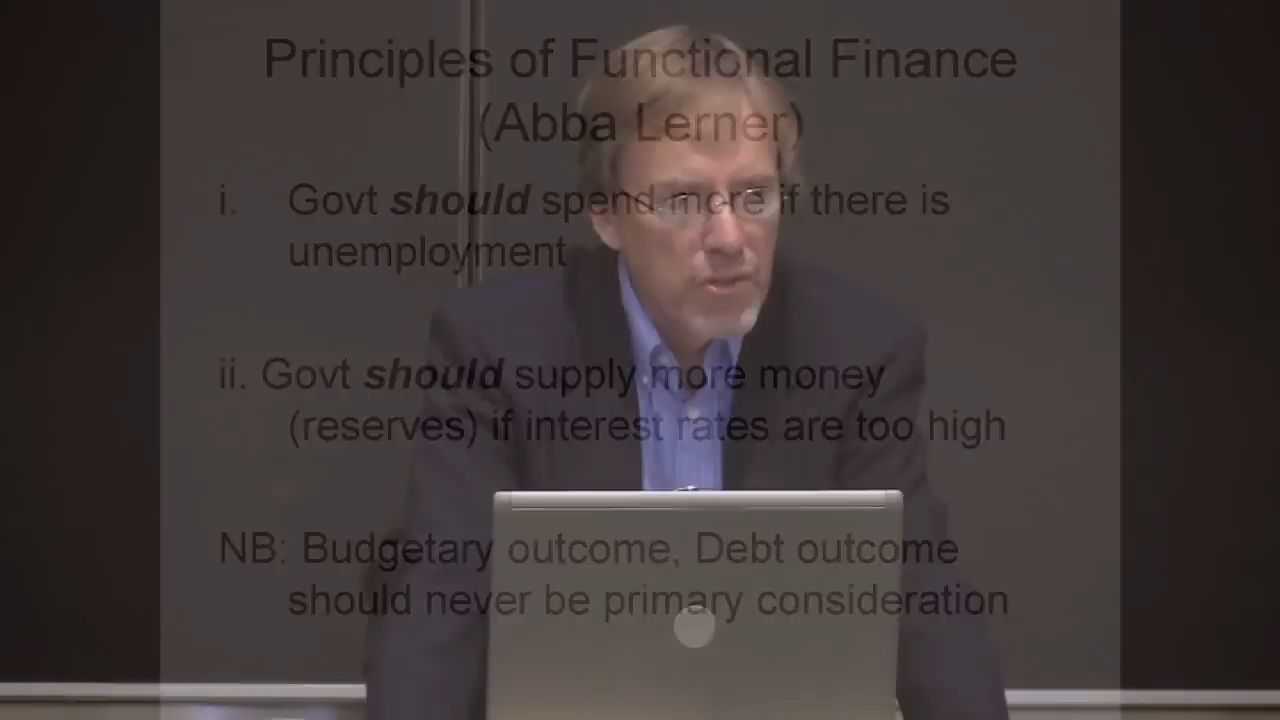 Principles of Functional Finance
(Abba Lerner)
i. Govt should spend more if there is
unemployment
ii. Govt should supply more money
(reserves) if interest rates are too high
NB: Budgetary outcome, Debt outcome
should never be primary consideration